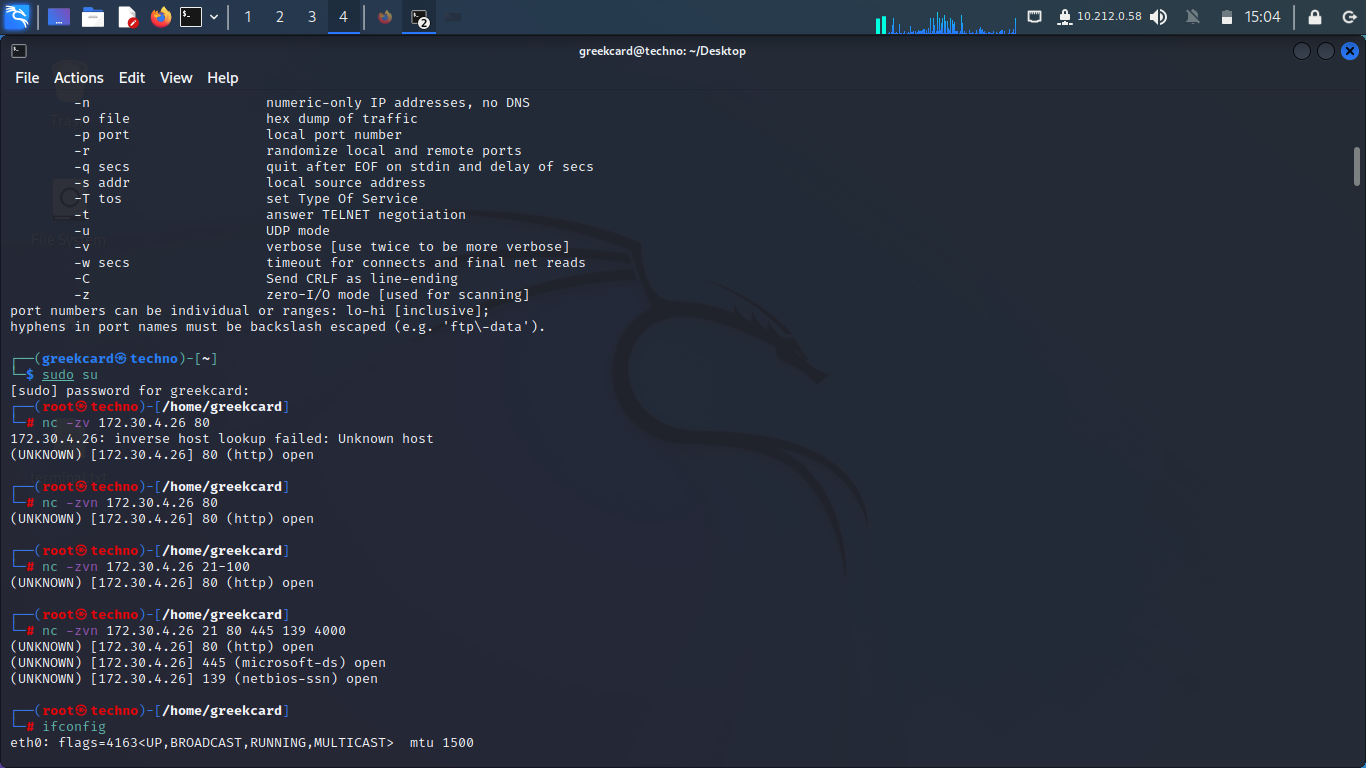 1 2 3 4 2 10.212.0.58 15:04
greekcard@techno: ~/Desktop
File Actions Edit View Help
-n numeric-only IP addresses, no DNS
-o file hex dump of traffic
-p port local port number
-r randomize local and remote ports
-q secs quit after EOF on stdin and delay of secs
-s addr local source address
-T tos set Type Of Service
-t answer TELNET negotiation
-u UDP mode
File System
-v verbose [use twice to be more verbose]
-w secs timeout for connects and final net reads
-C Send CRLF as line-ending
-z zero-I/O mode [used for scanning]
port numbers can be individual or ranges: lo-hi [inclusive];
hyphens in port names must be backslash escaped (e.g. 'ftp\-data').
┌──(greekcard㉿techno)-[~]
└─$ sudo su
[sudo] password for greekcard:
┌──(root㉿techno)-[/home/greekcard]
└─# nc -zv 172.30.4.26 80
172.30.4.26: inverse host lookup failed: Unknown host
(UNKNOWN) [172.30.4.26] 80 (http) open
┌──(root㉿techno)-[/home/greekcard]
└─# nc -zvn 172.30.4.26 80
(UNKNOWN) [172.30.4.26] 80 (http) open
┌──(root㉿techno)-[/home/greekcard]
└─# nc -zvn 172.30.4.26 21-100
(UNKNOWN) [172.30.4.26] 80 (http) open
┌──(root㉿techno)-[/home/greekcard]
└─# nc -zvn 172.30.4.26 21 80 445 139 4000
(UNKNOWN) [172.30.4.26] 80 (http) open
(UNKNOWN) [172.30.4.26] 445 (microsoft-ds) open
(UNKNOWN) [172.30.4.26] 139 (netbios-ssn) open
┌──(root㉿techno)-[/home/greekcard]
└─# ifconfig
eth0: flags=4163<UP,BROADCAST,RUNNING,MULTICAST>  mtu 1500